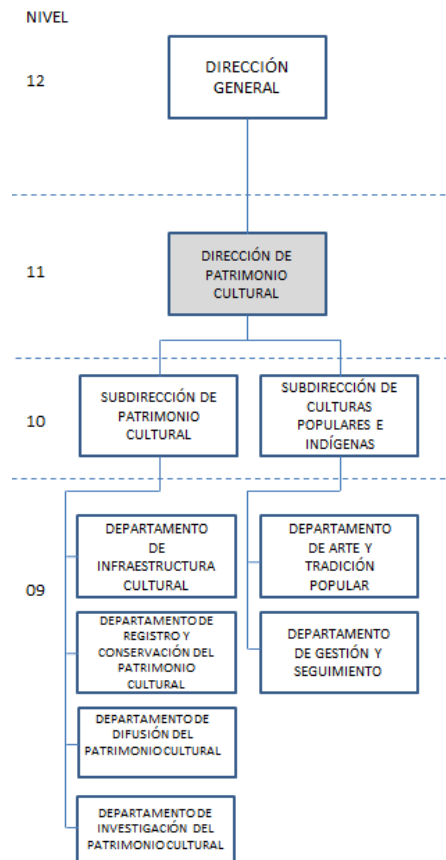 NIVEL
12
DIRECCIÓN
GENERAL
11
DIRECCIÓN DE
PATRIMONIO
CULTURAL
10
SUBDIRECCIÓN DE
PATRIMONIO
CULTURAL
SUBDIRECCIÓN DE
CULTURAS
POPULARES E
INDÍGENAS
09
DEPARTAMENTO
DE
INFRAESTRUCTURA
CULTURAL
DEPARTAMENTO DE
REGISTRO Y
CONSERVACIÓN DEL
PATRIMONIO
CULTURAL
DEPARTAMENTO DE
DIFUSIÓN DEL
PATRIMONIO CULTURAL
DEPARTAMENTO DE
INVESTIGACIÓN DEL
PATRIMONIO CULTURAL
DEPARTAMENTO
DE ARTE Y
TRADICIÓN
POPULAR
DEPARTAMENTO
DE GESTIÓN Y
SEGUIMIENTO